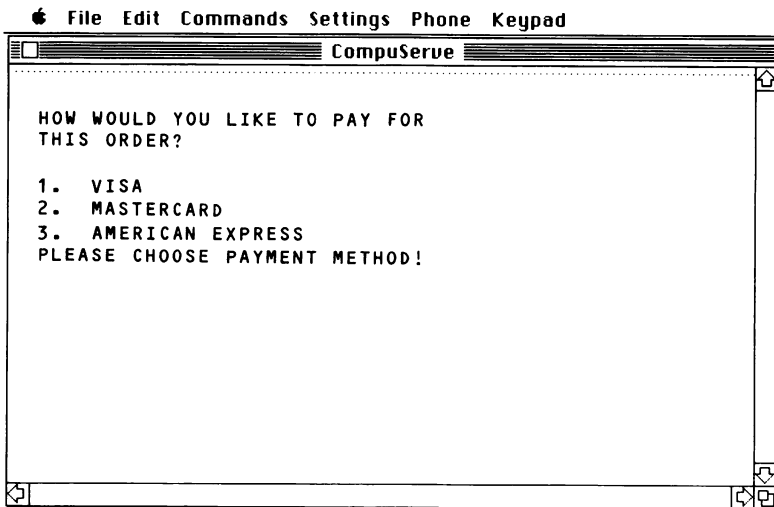 File Edit Commands Settings Phone Keypad
CompuServe
HOW WOULD YOU LIKE TO PAY FOR
THIS ORDER?
1. VISA
2. MASTERCARD
3. AMERICAN EXPRESS
PLEASE CHOOSE PAYMENT METHOD!